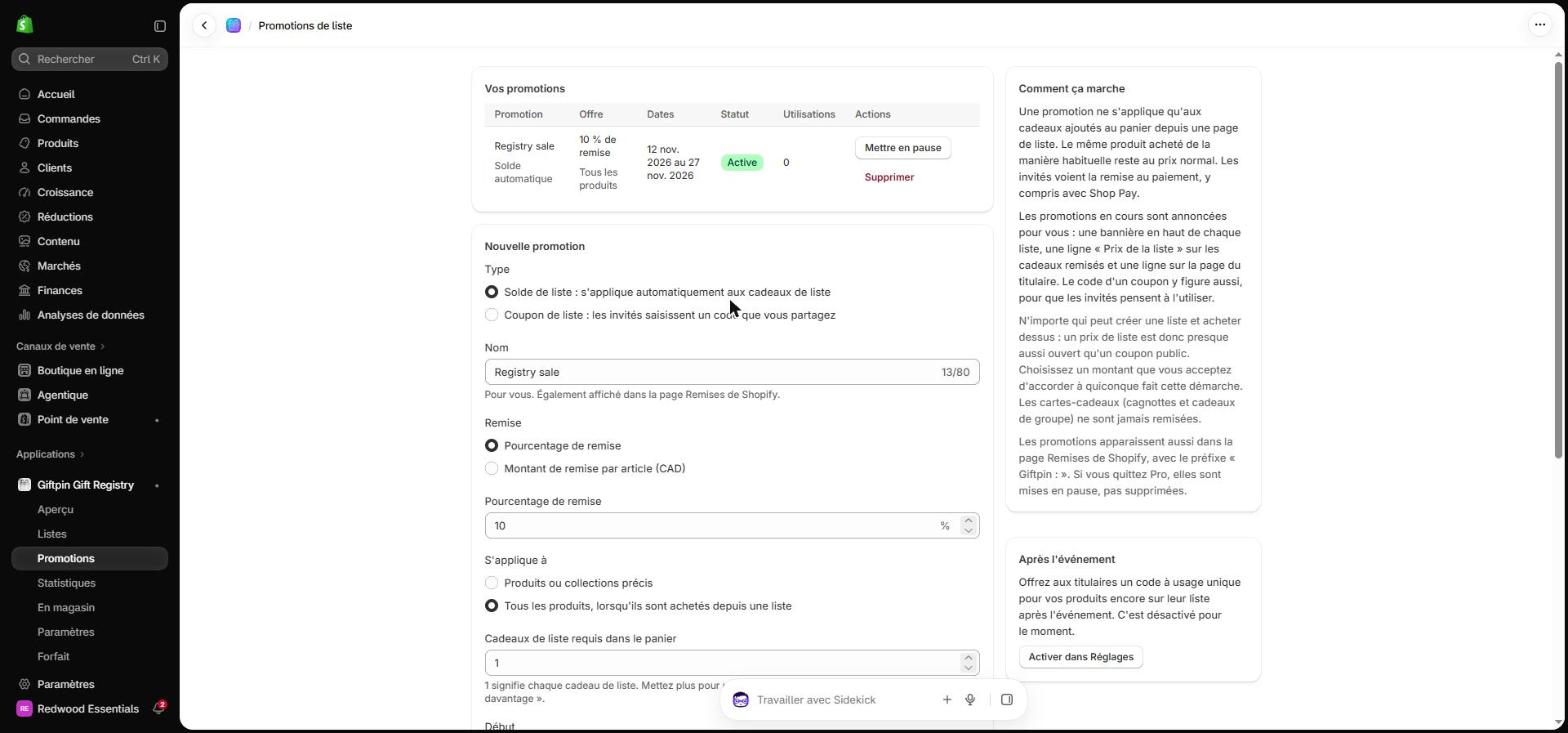 Rechercher Ctrl K
Accueil
Commandes
Produits
Clients
Croissance
Réductions
Contenu
Marchés
Finances
Analyses de données
Canaux de vente
Boutique en ligne
Agentique
Point de vente
Applications
Giftpin Gift Registry
Aperçu
Listes
Promotions
Statistiques
En magasin
Paramètres
Forfait
Paramètres
RE Redwood Essentials 2
/ Promotions de liste
Vos promotions
Promotion Offre Dates Statut Utilisations Actions
Registry sale
Solde
automatique
10 % de
remise
Tous les
produits
12 nov.
2026 au 27
nov. 2026
Active
0
Mettre en pause
Supprimer
Nouvelle promotion
Type
Solde de liste : s'applique automatiquement aux cadeaux de liste
Coupon de liste : les invités saisissent un code que vous partagez
Nom
Registry sale 13/80
Pour vous. Également affiché dans la page Remises de Shopify.
Remise
Pourcentage de remise
Montant de remise par article (CAD)
Pourcentage de remise
10 %
S'applique à
Produits ou collections précis
Tous les produits, lorsqu'ils sont achetés depuis une liste
Cadeaux de liste requis dans le panier
1
1 signifie chaque cadeau de liste. Mettez plus pour
davantage ».
Début
Travailler avec Sidekick
Comment ça marche
Une promotion ne s'applique qu'aux
cadeaux ajoutés au panier depuis une page
de liste. Le même produit acheté de la
manière habituelle reste au prix normal. Les
invités voient la remise au paiement, y
compris avec Shop Pay.
Les promotions en cours sont annoncées
pour vous : une bannière en haut de chaque
liste, une ligne « Prix de la liste » sur les
cadeaux remisés et une ligne sur la page du
titulaire. Le code d'un coupon y figure aussi,
pour que les invités pensent à l'utiliser.
N'importe qui peut créer une liste et acheter
dessus : un prix de liste est donc presque
aussi ouvert qu'un coupon public.
Choisissez un montant que vous acceptez
d'accorder à quiconque fait cette démarche.
Les cartes-cadeaux (cagnottes et cadeaux
de groupe) ne sont jamais remisées.
Les promotions apparaissent aussi dans la
page Remises de Shopify, avec le préfixe «
Giftpin : ». Si vous quittez Pro, elles sont
mises en pause, pas supprimées.
Après l'événement
Offrez aux titulaires un code à usage unique
pour vos produits encore sur leur liste
après l'événement. C'est désactivé pour
le moment.
Activer dans Réglages